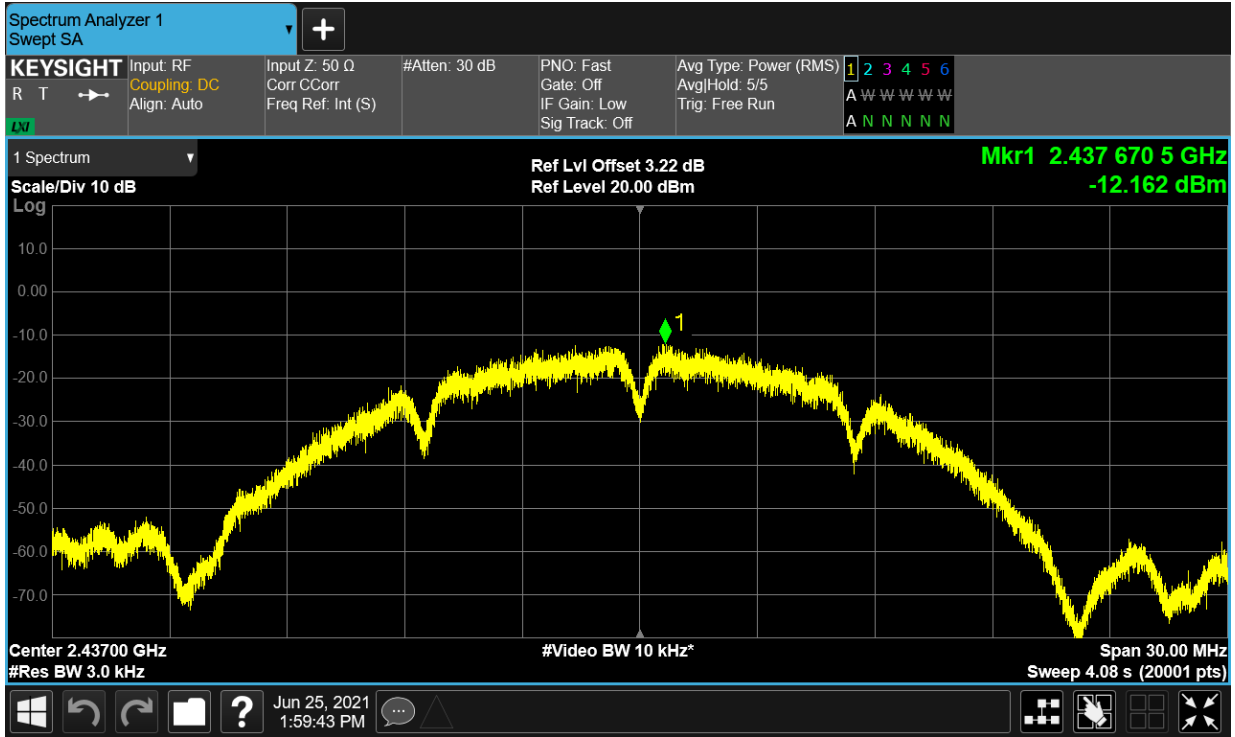 Spectrum Analyzer 1
Swept SA
KEYSIGHT
R T
LXI
Input: RF
Coupling: DC
Align: Auto
Input Z: 50 Ω
Corr CCorr
Freq Ref: Int (S)
#Atten: 30 dB
PNO: Fast
Gate: Off
IF Gain: Low
Sig Track: Off
Avg Type: Power (RMS)
Avg|Hold: 5/5
Trig: Free Run
1 2 3 4 5 6
A W W W W W
A N N N N N
1 Spectrum
Scale/Div 10 dB
Log
Ref Lvl Offset 3.22 dB
Ref Level 20.00 dBm
Mkr1 2.437 670 5 GHz
-12.162 dBm
10.0
0.00
-10.0
-20.0
-30.0
-40.0
-50.0
-60.0
-70.0
1
Center 2.43700 GHz
#Res BW 3.0 kHz
#Video BW 10 kHz*
Span 30.00 MHz
Sweep 4.08 s (20001 pts)
?
Jun 25, 2021
1:59:43 PM